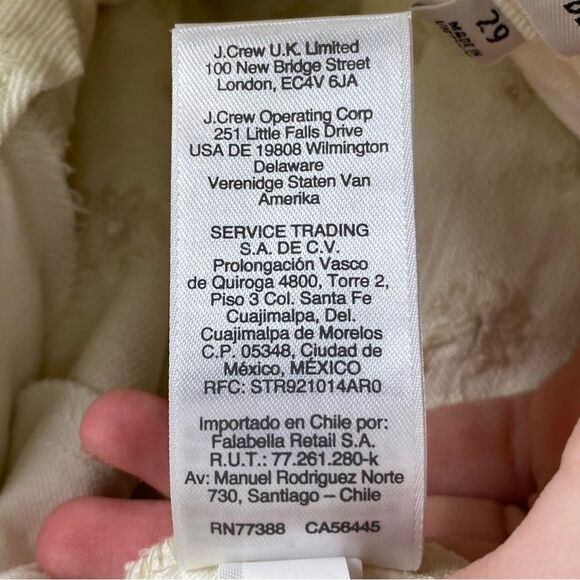 J.Crew U.K. Limited
100 New Bridge Street
London, EC4V 6JA
J.Crew Operating Corp
251 Little Falls Drive
USA DE 19808 Wilmington
Delaware
Verenidge Staten Van
Amerika
SERVICE TRADING
S.A. DE C.V.
Prolongación Vasco
de Quiroga 4800, Torre 2,
Piso 3 Col. Santa Fe
Cuajimalpa, Del.
Cuajimalpa de Morelos
C.P. 05348, Ciudad de
México, MÉXICO
RFC: STR921014AR0
Importado en Chile por:
Falabella Retail S.A.
R.U.T.: 77.261.280-k
Av: Manuel Rodriguez Norte
730, Santiago – Chile
RN77388 CA56445
29
MADE IN